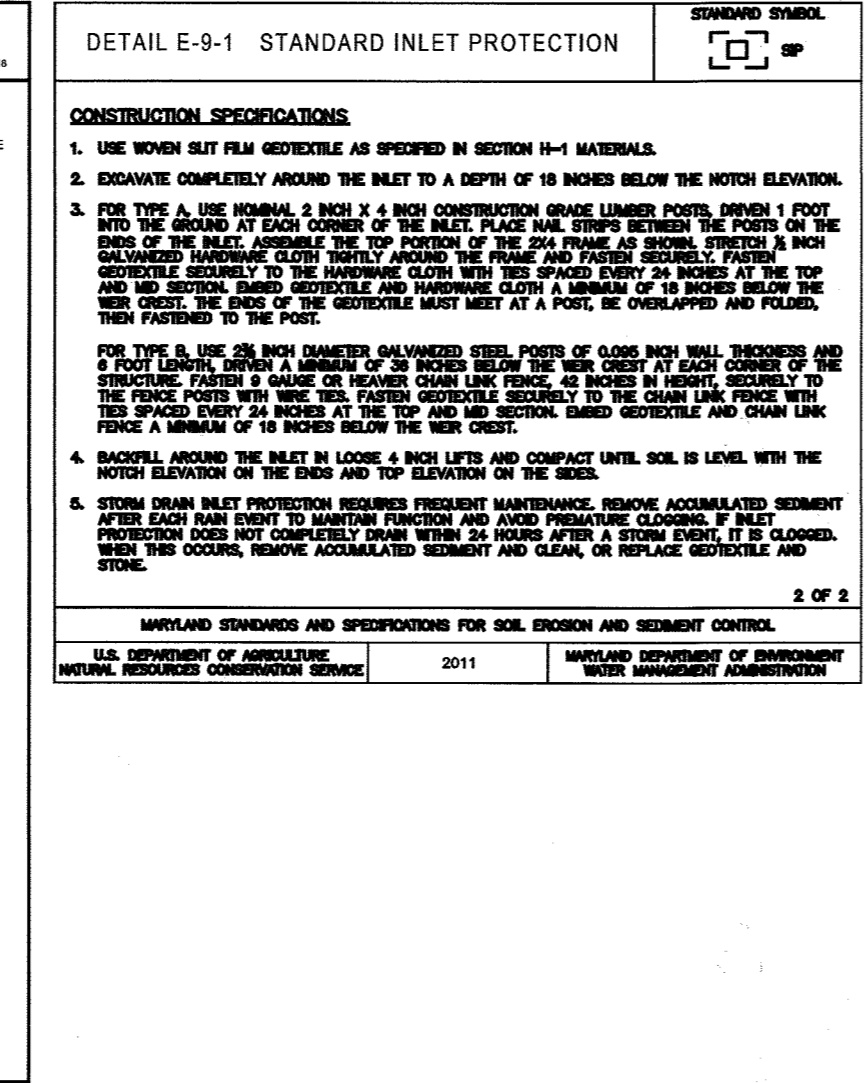 DETAIL E-9-1 STANDARD INLET PROTECTION
STANDARD SYMBOL
SIP
CONSTRUCTION SPECIFICATIONS
1. USE WOVEN SLIT FILM GEOTEXTILE AS SPECIFIED IN SECTION H-1 MATERIALS.
2. EXCAVATE COMPLETELY AROUND THE INLET TO A DEPTH OF 18 INCHES BELOW THE NOTCH ELEVATION.
3. FOR TYPE A, USE NOMINAL 2 INCH X 4 INCH CONSTRUCTION GRADE LUMBER POSTS, DRIVEN 1 FOOT
INTO THE GROUND AT EACH CORNER OF THE INLET. PLACE NAIL STRIPS BETWEEN THE POSTS ON THE
ENDS OF THE INLET. ASSEMBLE THE TOP PORTION OF THE 2X4 FRAME AS SHOWN. STRETCH INCH
GALVANIZED HARDWARE CLOTH TIGHTLY AROUND THE FRAME AND FASTEN SECURELY. FASTEN
GEOTEXTILE SECURELY TO THE HARDWARE CLOTH WITH TIES SPACED EVERY 24 INCHES AT THE TOP
AND MID SECTION. EMBED GEOTEXTILE AND HARDWARE CLOTH A MINIMUM OF 18 INCHES BELOW THE
WEIR CREST. THE ENDS OF THE GEOTEXTILE MUST MEET AT A POST, BE OVERLAPPED AND FOLDED,
THEN FASTENED TO THE POST.
FOR TYPE B, USE INCH DIAMETER GALVANIZED STEEL POSTS OF 0.095 INCH WALL THICKNESS AND
6 FOOT LENGTH, DRIVEN A MINIMUM OF 36 INCHES BELOW THE WEIR CREST AT EACH CORNER OF THE
STRUCTURE. FASTEN 9 GAUGE OR HEAVIER CHAIN LINK FENCE, 42 INCHES IN HEIGHT, SECURELY TO
THE FENCE POSTS WITH WIRE TIES. FASTEN GEOTEXTILE SECURELY TO THE CHAIN LINK FENCE WITH
TIES SPACED EVERY 24 INCHES AT THE TOP AND MID SECTION. EMBED GEOTEXTILE AND CHAIN LINK
FENCE A MINIMUM OF 18 INCHES BELOW THE WEIR CREST.
4. BACKFILL AROUND THE INLET IN LOOSE 4 INCH LIFTS AND COMPACT UNTIL SOIL IS LEVEL WITH THE
NOTCH ELEVATION ON THE ENDS AND TOP ELEVATION ON THE SIDES.
5. STORM DRAIN INLET PROTECTION REQUIRES FREQUENT MAINTENANCE. REMOVE ACCUMULATED SEDIMENT
AFTER EACH RAIN EVENT TO MAINTAIN FUNCTION AND AVOID PREMATURE CLOGGING. IF INLET
PROTECTION DOES NOT COMPLETELY DRAIN WITHIN 24 HOURS AFTER A STORM EVENT, IT IS CLOGGED.
WHEN THIS OCCURS, REMOVE ACCUMULATED SEDIMENT AND CLEAN, OR REPLACE GEOTEXTILE AND
STONE.
2 OF 2
MARYLAND STANDARDS AND SPECIFICATIONS FOR SOIL EROSION AND SEDIMENT CONTROL
U.S. DEPARTMENT OF AGRICULTURE
NATURAL RESOURCES CONSERVATION SERVICE
2011
MARYLAND DEPARTMENT OF ENVIRONMENT
WATER MANAGEMENT ADMINISTRATION